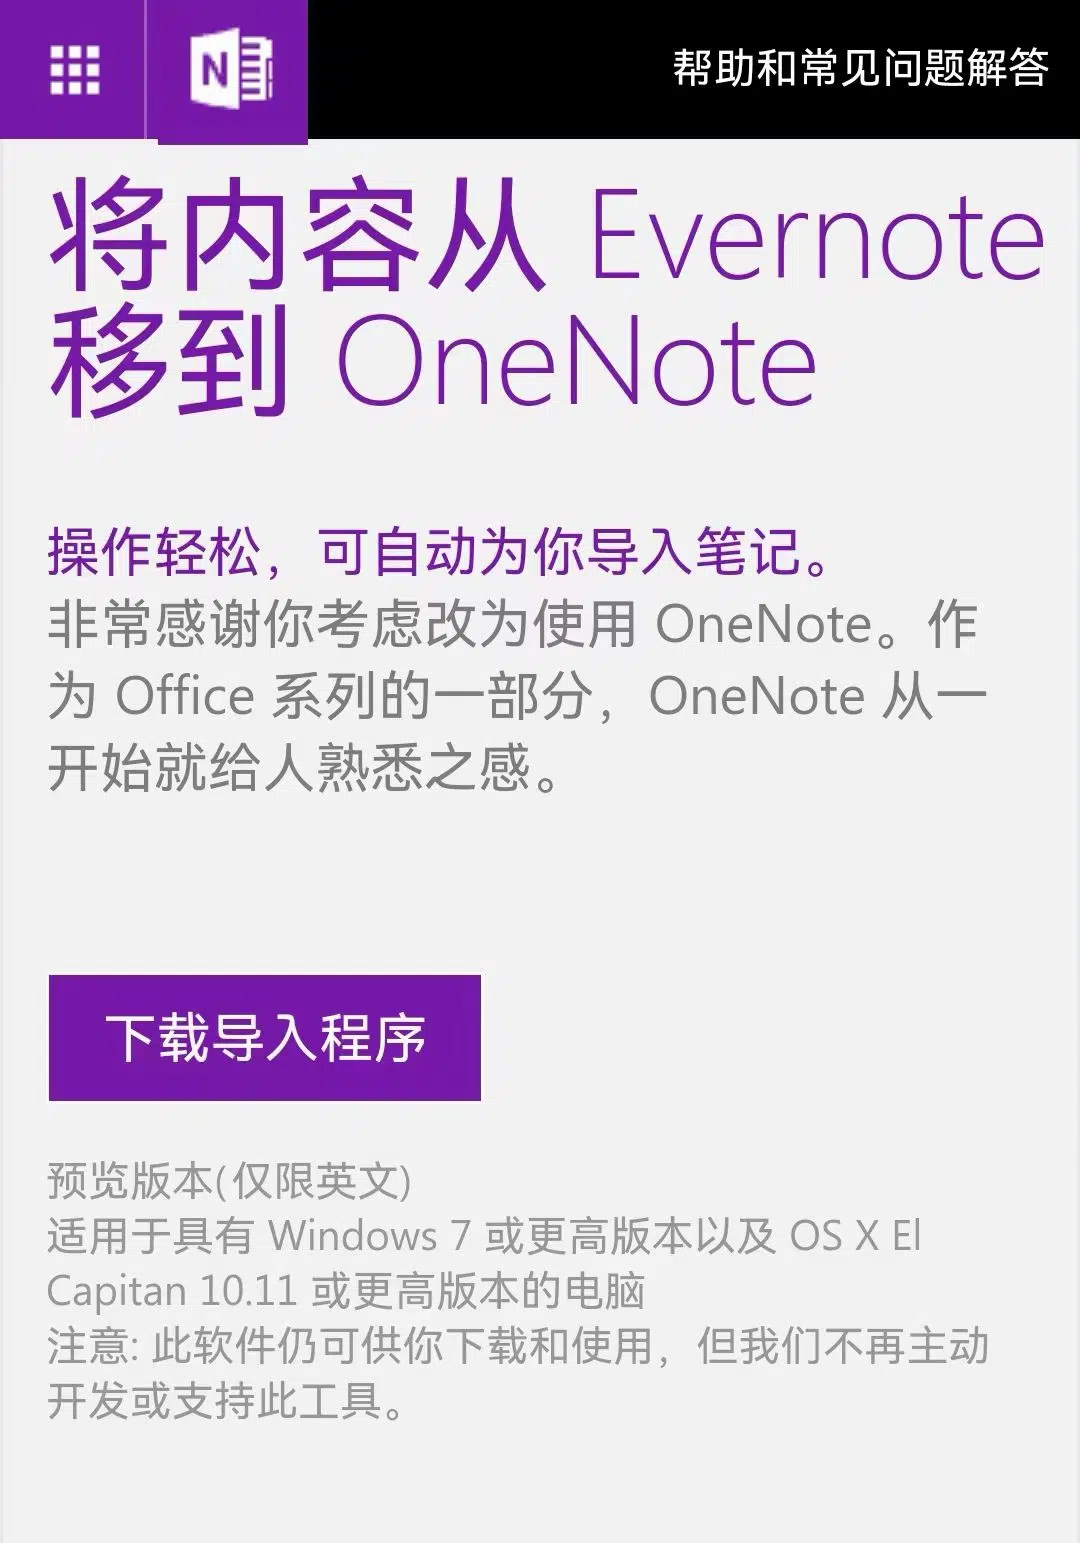 N
帮助和常见问题解答
将内容从 Evernote
移到 OneNote
操作轻松，可自动为你导入笔记。
非常感谢你考虑改为使用 OneNote。作
为 Office 系列的一部分，OneNote 从一
开始就给人熟悉之感。
下载导入程序
预览版本(仅限英文)
适用于具有 Windows 7 或更高版本以及 OS X El
Capitan 10.11 或更高版本的电脑
注意: 此软件仍可供你下载和使用，但我们不再主动
开发或支持此工具。